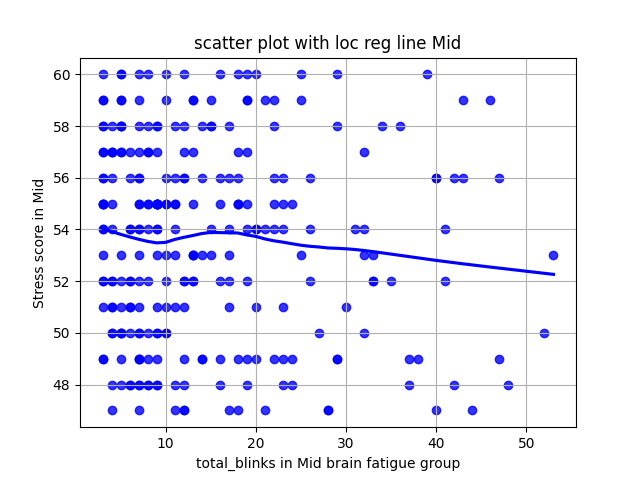 scatter plot with loc reg line Mid
60
58
56
54
52
50
48
Stress score in Mid
10 20 30 40 50
total_blinks in Mid brain fatigue group